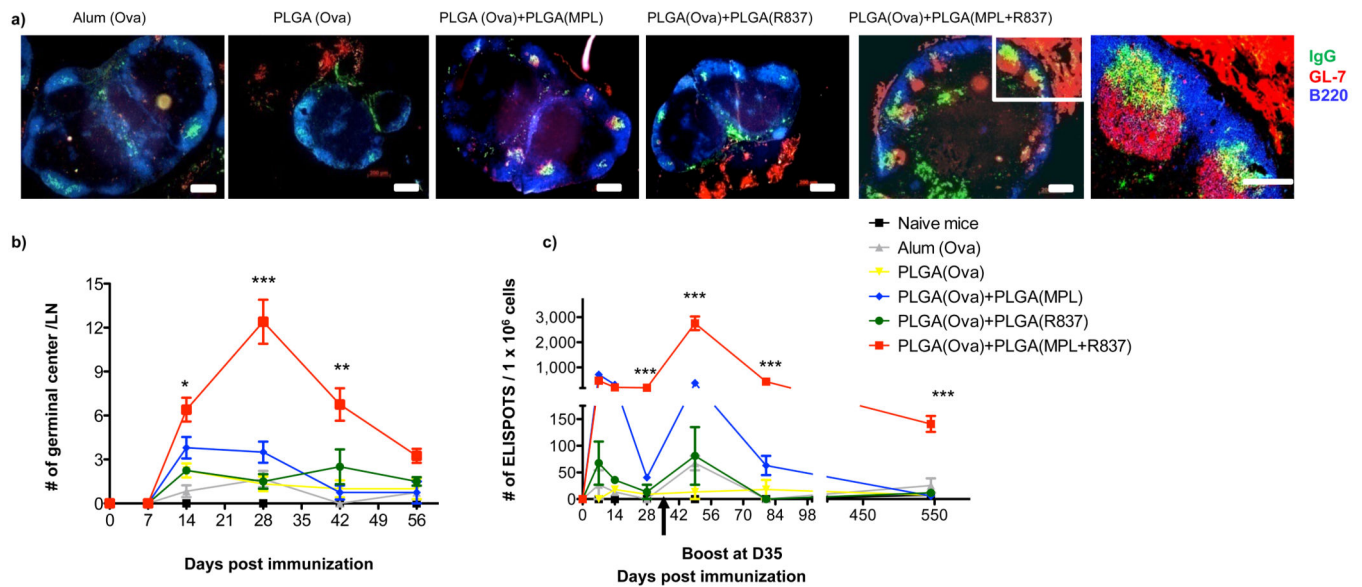 a)
Alum (Ova)
PLGA (Ova)
PLGA (Ova)+PLGA(MPL)
PLGA(Ova)+PLGA(R837)
PLGA(Ova)+PLGA(MPL+R837)
IgG
GL-7
B220
b)
# of germinal center /LN
15
12
9
6
3
0
***
*
**
0 7 14 21 28 35 42 49 56
Days post immunization
c)
# of ELISPOTS / 1 x 10⁶ cells
3,000
2,000
1,000
150
100
50
0
***
***
***
***
0 14 28 42 56 70 84 98 450 550
Boost at D35
Days post immunization
Naive mice
Alum (Ova)
PLGA(Ova)
PLGA(Ova)+PLGA(MPL)
PLGA(Ova)+PLGA(R837)
PLGA(Ova)+PLGA(MPL+R837)